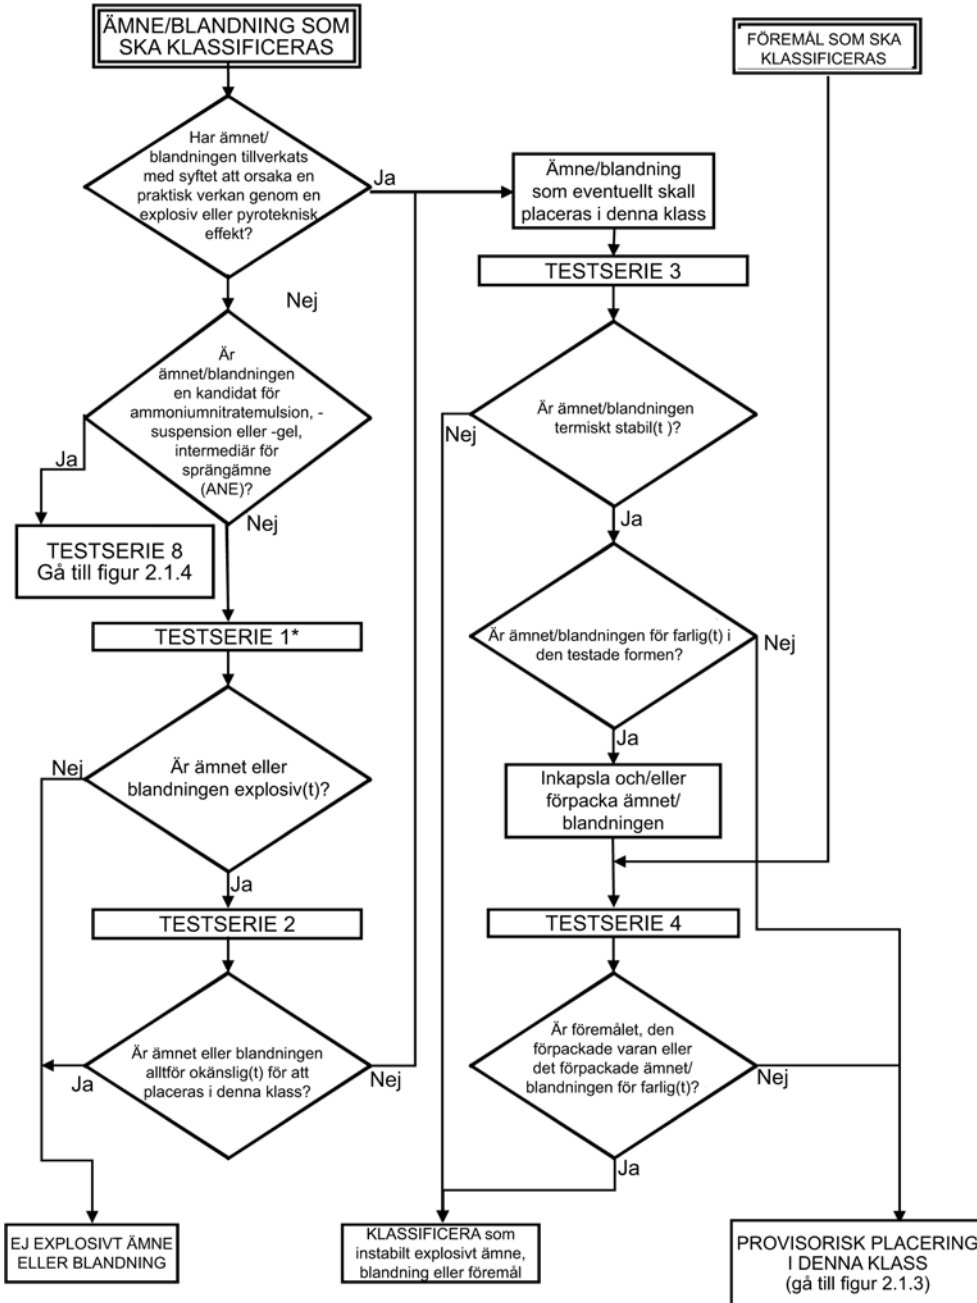 ÄMNE/BLANDNING SOM
SKA KLASSIFICERAS
FÖREMÅL SOM SKA
KLASSIFICERAS
Har ämnet/
blandningen tillverkats
med syftet att orsaka en
praktisk verkan genom en
explosiv eller pyroteknisk
effekt?
Ja
Nej
Ämne/blandning
som eventuellt skall
placeras i denna klass
TESTSERIE 3
Är
ämnet/blandningen
en kandidat för
ammoniumnitratemulsion, -
suspension eller -gel,
intermediär för
sprängämne
(ANE)?
Ja
Nej
TESTSERIE 8
Gå till figur 2.1.4
Är ämnet/blandningen
termiskt stabil(t )?
Nej
Ja
TESTSERIE 1*
Är ämnet/blandningen för farlig(t) i
den testade formen?
Nej
Ja
Är ämnet eller
blandningen explosiv(t)?
Nej
Ja
Inkapsla och/eller
förpacka ämnet/
blandningen
TESTSERIE 2
TESTSERIE 4
Är ämnet eller blandningen
alltför okänslig(t) för att
placeras i denna klass?
Ja
Nej
Är föremålet, den
förpackade varan eller
det förpackade ämnet/
blandningen för farlig(t)?
Nej
Ja
EJ EXPLOSIVT ÄMNE
ELLER BLANDNING
KLASSIFICERA som
instabilt explosivt ämne,
blandning eller föremål
PROVISORISK PLACERING
I DENNA KLASS
(gå till figur 2.1.3)